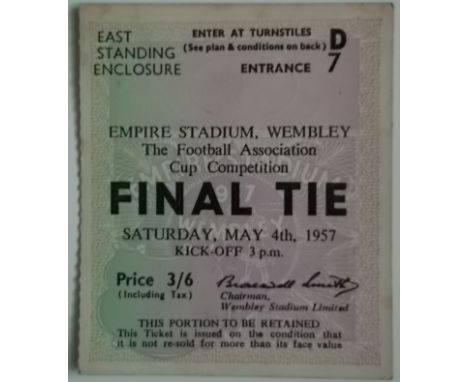 EAST
STANDING
ENCLOSURE
ENTER AT TURNSTILES
(See plan & conditions on back)
ENTRANCE
D
7
EMPIRE STADIUM, WEMBLEY
The Football Association
Cup Competition
FINAL TIE
SATURDAY, MAY 4th, 1957
KICK-OFF 3 p.m.
Price 3/6
(Including Tax)
Bracewell Smith
Chairman,
Wembley Stadium Limited
THIS PORTION TO BE RETAINED
This Ticket is issued on the condition that
it is not re-sold for more than its face value